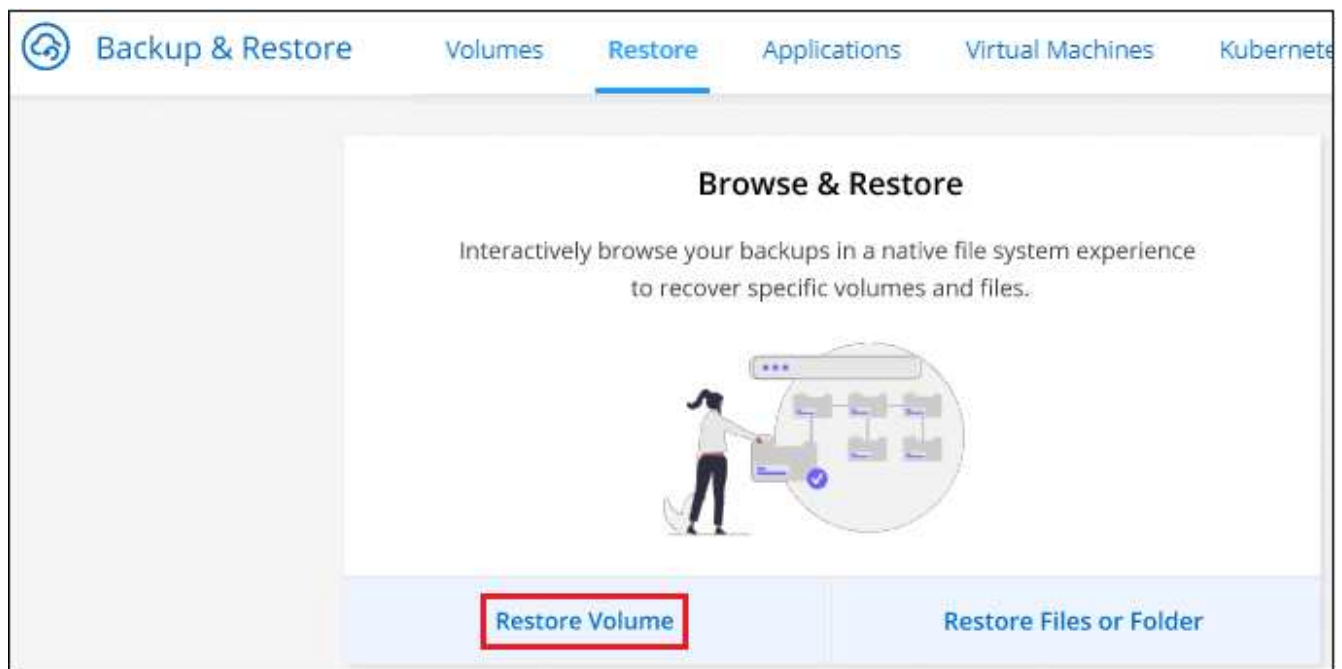 Backup & Restore Volumes Restore Applications Virtual Machines Kubernete
Browse & Restore
Interactively browse your backups in a native file system experience
to recover specific volumes and files.
Restore Volume Restore Files or Folder